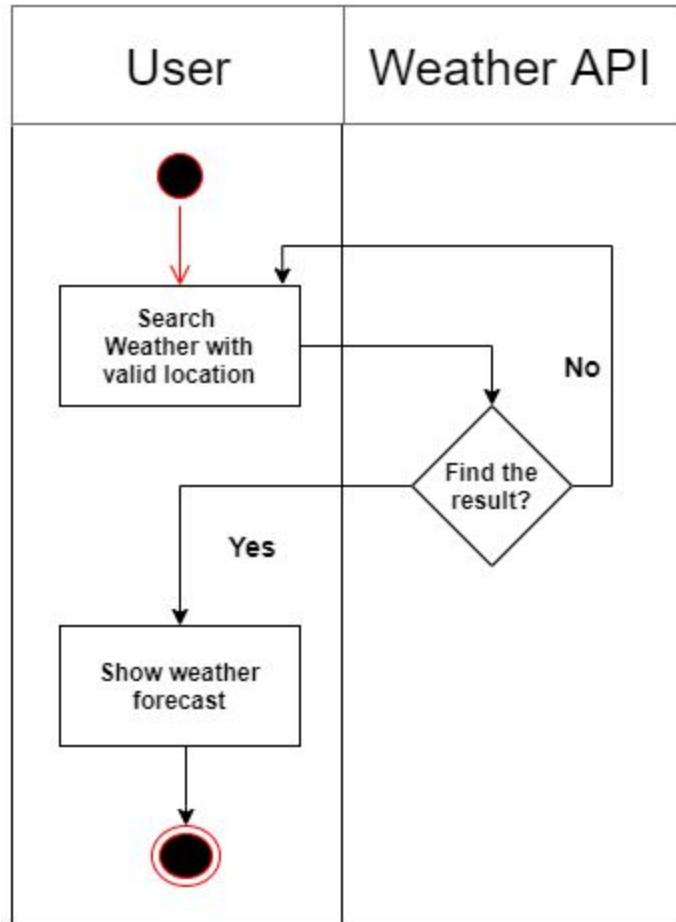 User
Weather API
Search
Weather with
valid location
No
Find the
result?
Yes
Show weather
forecast